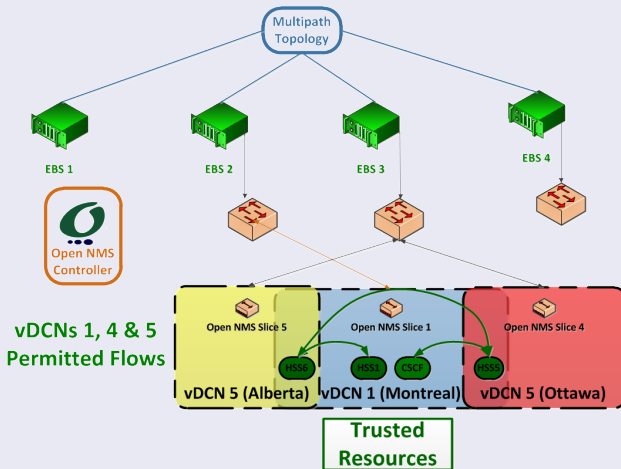 Multipath
Topology
EBS 1
EBS 2
EBS 3
EBS 4
Open NMS
Controller
vDCNs 1, 4 & 5
Permitted Flows
Open NMS Slice 5
Open NMS Slice 1
Open NMS Slice 4
HSS6
HSS1
CSCF
HSS5
vDCN 5 (Alberta)
vDCN 1 (Montreal)
vDCN 5 (Ottawa)
Trusted
Resources